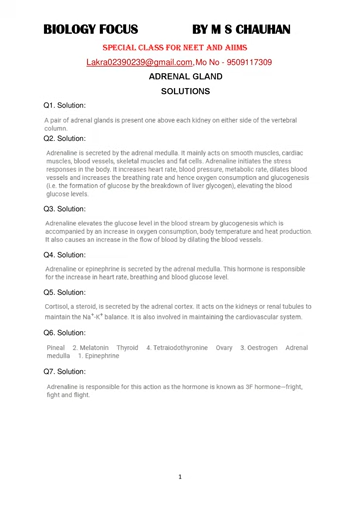 BIOLOGY FOCUS BY M S CHAUHAN
SPECIAL CLASS FOR NEET AND AIIMS
Lakra02390239@gmail.com,Mo No - 9509117309
ADRENAL GLAND
SOLUTIONS
Q1. Solution:
A pair of adrenal glands is present one above each kidney on either side of the vertebral
column.
Q2. Solution:
Adrenaline is secreted by the adrenal medulla. It mainly acts on smooth muscles, cardiac
muscles, blood vessels, skeletal muscles and fat cells. Adrenaline initiates the stress
responses in the body. It increases heart rate, blood pressure, metabolic rate, dilates blood
vessels and increases the breathing rate and hence oxygen consumption and glucogenesis
(i.e. the formation of glucose by the breakdown of liver glycogen), elevating the blood
glucose levels.
Q3. Solution:
Adrenaline elevates the glucose level in the blood stream by glucogenesis which is
accompanied by an increase in oxygen consumption, body temperature and heat production.
It also causes an increase in the flow of blood by dilating the blood vessels.
Q4. Solution:
Adrenaline or epinephrine is secreted by the adrenal medulla. This hormone is responsible
for the increase in heart rate, breathing and blood glucose level.
Q5. Solution:
Cortisol, a steroid, is secreted by the adrenal cortex. It acts on the kidneys or renal tubules to
maintain the Na⁺-K⁺ balance. It is also involved in maintaining the cardiovascular system.
Q6. Solution:
Pineal 2. Melatonin Thyroid 4. Tetraiodothyronine Ovary 3. Oestrogen Adrenal
medulla 1. Epinephrine
Q7. Solution:
Adrenaline is responsible for this action as the hormone is known as 3F hormone—fright,
fight and flight.
1